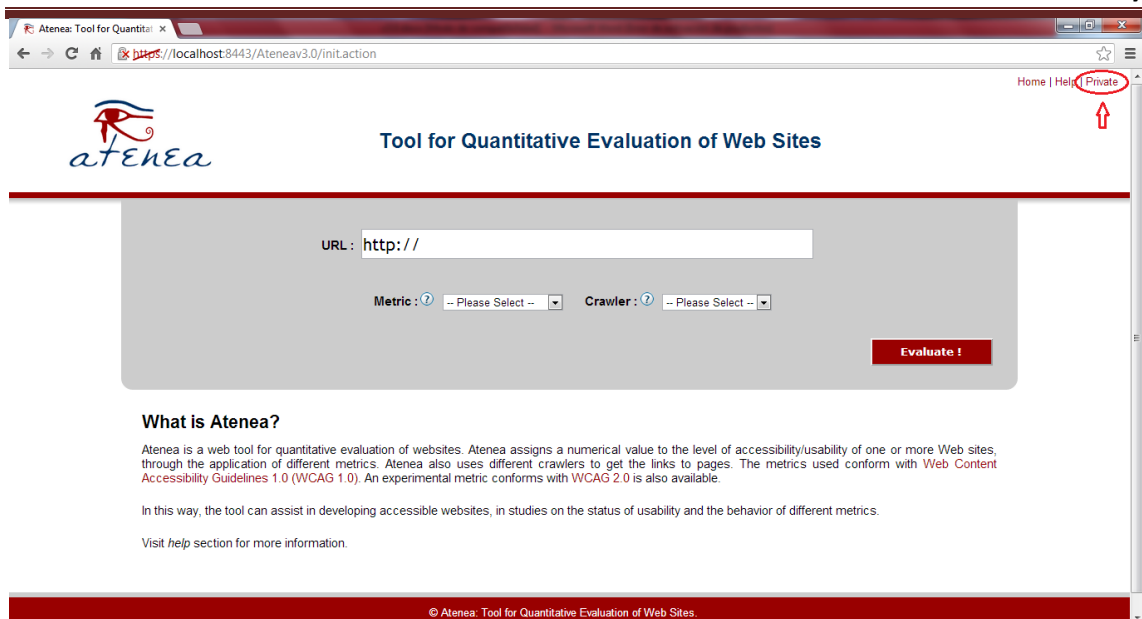 Atenea: Tool for Quantitat
https://localhost:8443/Ateneav3.0/init.action
Home | Help | Private
atenea
Tool for Quantitative Evaluation of Web Sites
URL : http://
Metric : ? -- Please Select -- Crawler : ? -- Please Select --
Evaluate !
What is Atenea?
Atenea is a web tool for quantitative evaluation of websites. Atenea assigns a numerical value to the level of accessibility/usability of one or more Web sites,
through the application of different metrics. Atenea also uses different crawlers to get the links to pages. The metrics used conform with Web Content
Accessibility Guidelines 1.0 (WCAG 1.0). An experimental metric conforms with WCAG 2.0 is also available.
In this way, the tool can assist in developing accessible websites, in studies on the status of usability and the behavior of different metrics.
Visit help section for more information.
© Atenea: Tool for Quantitative Evaluation of Web Sites.